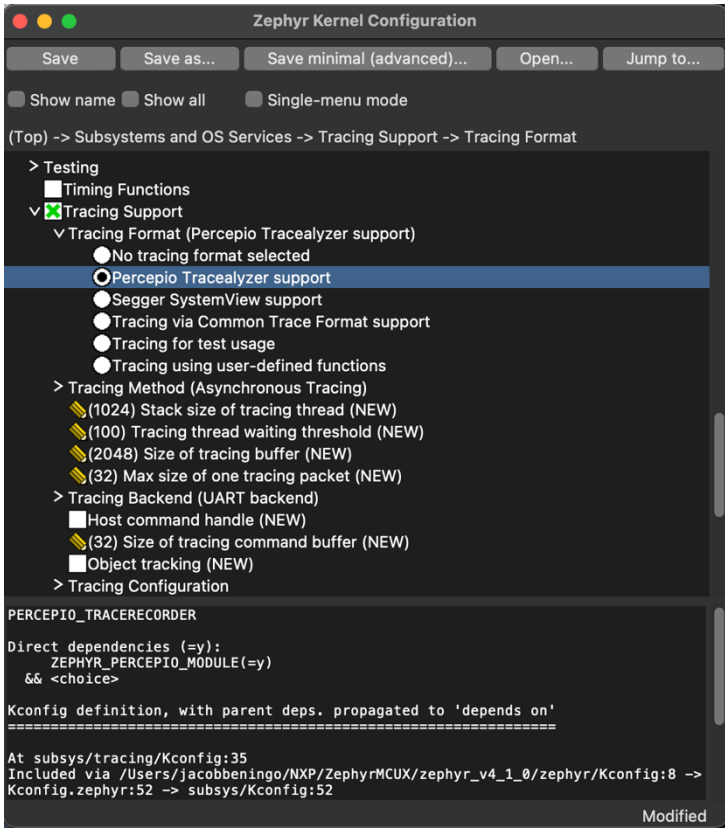 Zephyr Kernel Configuration
Save Save as... Save minimal (advanced)... Open... Jump to...
Show name Show all Single-menu mode
(Top) -> Subsystems and OS Services -> Tracing Support -> Tracing Format
> Testing
Timing Functions
Tracing Support
Tracing Format (Percepio Tracealyzer support)
No tracing format selected
Percepio Tracealyzer support
Segger SystemView support
Tracing via Common Trace Format support
Tracing for test usage
Tracing using user-defined functions
> Tracing Method (Asynchronous Tracing)
(1024) Stack size of tracing thread (NEW)
(100) Tracing thread waiting threshold (NEW)
(2048) Size of tracing buffer (NEW)
(32) Max size of one tracing packet (NEW)
> Tracing Backend (UART backend)
Host command handle (NEW)
(32) Size of tracing command buffer (NEW)
Object tracking (NEW)
> Tracing Configuration
PERCEPIO_TRACERECORDER
Direct dependencies (=y):
ZEPHYR_PERCEPIO_MODULE(=y)
&& <choice>
Kconfig definition, with parent deps. propagated to 'depends on'
================================================================
At subsys/tracing/Kconfig:35
Included via /Users/jacobbeningo/NXP/ZephyrMCUX/zephyr_v4_1_0/zephyr/Kconfig:8 ->
Kconfig.zephyr:52 -> subsys/Kconfig:52
Modified